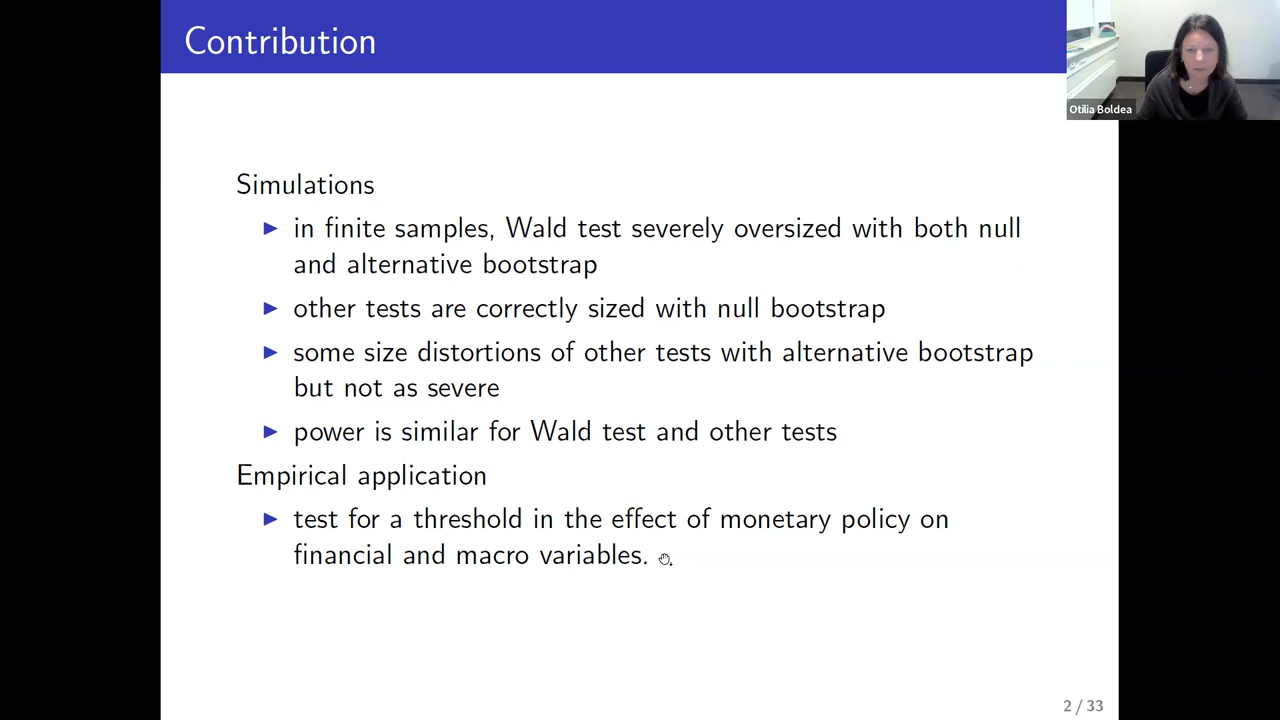 Contribution
Otilia Boldea
Simulations
▶ in finite samples, Wald test severely oversized with both null
and alternative bootstrap
▶ other tests are correctly sized with null bootstrap
▶ some size distortions of other tests with alternative bootstrap
but not as severe
▶ power is similar for Wald test and other tests
Empirical application
▶ test for a threshold in the effect of monetary policy on
financial and macro variables.
2 / 33